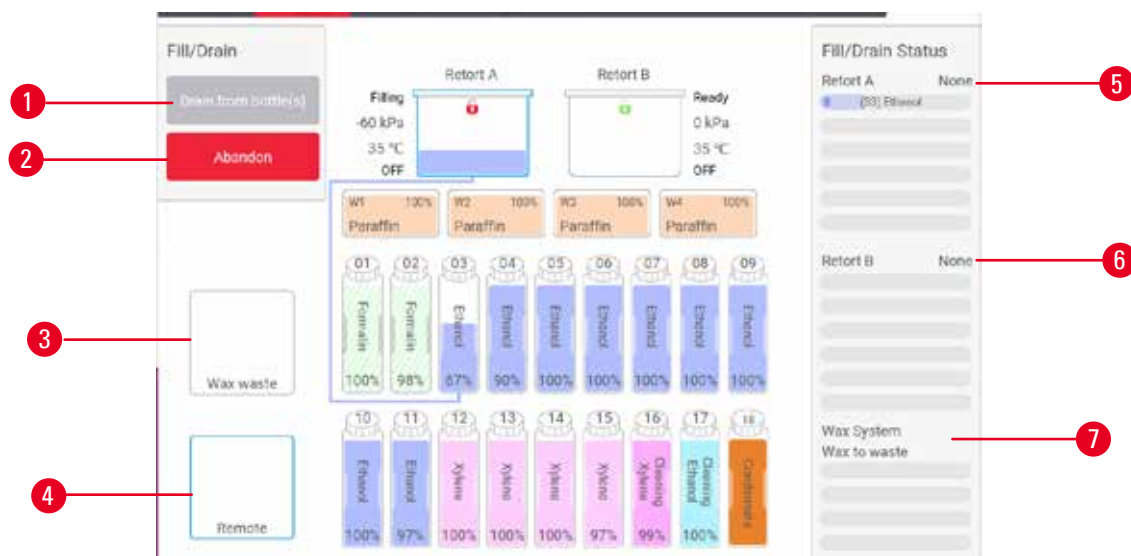 Fill/Drain
Drain from bottle(s)
Abandon
1
2
3
4
Wax waste
Remote
Retort A
Retort B
Filling
-60 kPa
35 °C
OFF
Ready
0 kPa
35 °C
OFF
W1 100%
Paraffin
W2 100%
Paraffin
W3 100%
Paraffin
W4 100%
Paraffin
01 02 03 04 05 06 07 08 09
Formalin Formalin Ethanol Ethanol Ethanol Ethanol Ethanol Ethanol Ethanol
100% 98% 67% 90% 100% 100% 100% 100% 100%
10 11 12 13 14 15 16 17 18
Ethanol Ethanol Xylene Xylene Xylene Xylene Cleaning Xylene Cleaning Ethanol Condensate
100% 97% 100% 100% 100% 97% 99% 100%
Fill/Drain Status
Retort A None
(S3) Ethanol
Retort B None
Wax System
Wax to waste
5
6
7